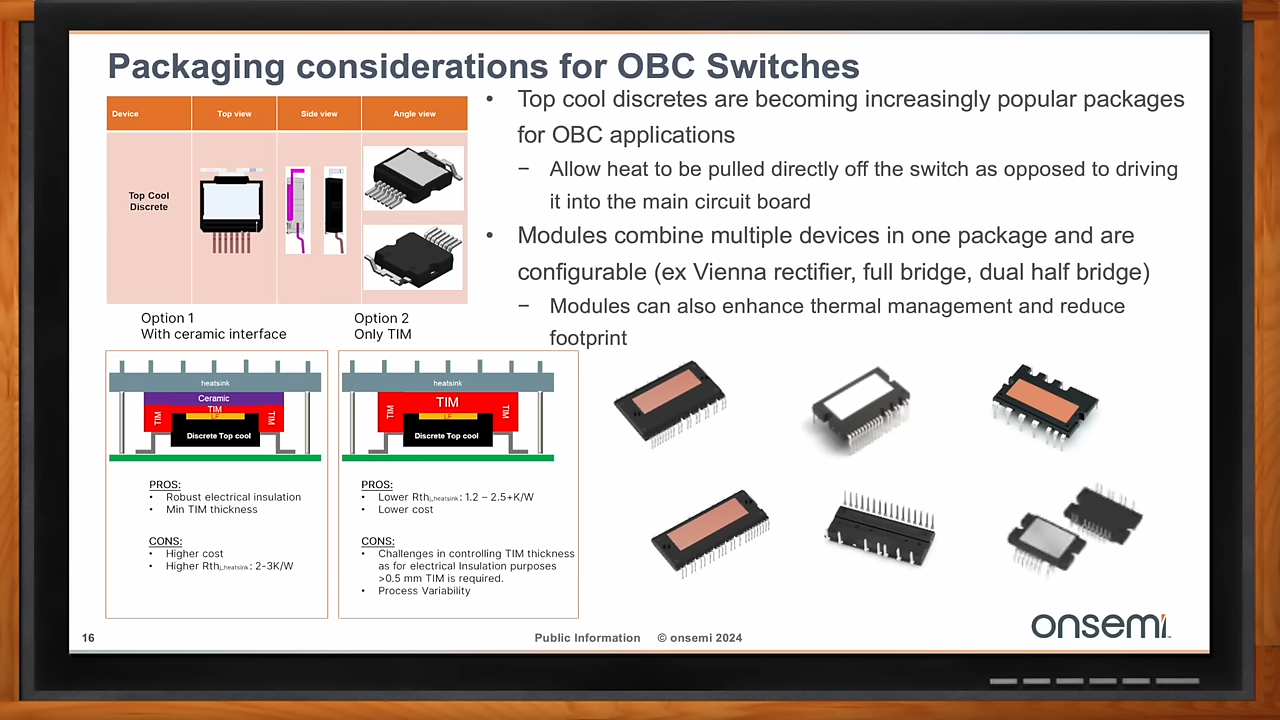 Packaging considerations for OBC Switches
Device
Top view
Side view
Angle view
Top Cool
Discrete
• Top cool discretes are becoming increasingly popular packages
for OBC applications
− Allow heat to be pulled directly off the switch as opposed to driving
it into the main circuit board
• Modules combine multiple devices in one package and are
configurable (ex Vienna rectifier, full bridge, dual half bridge)
− Modules can also enhance thermal management and reduce
footprint
Option 1
With ceramic interface
heatsink
Ceramic
TIM
TIM
LF
TIM
Discrete Top cool
PROS:
• Robust electrical insulation
• Min TIM thickness
CONS:
• Higher cost
• Higher Rthj_heatsink: 2-3K/W
Option 2
Only TIM
heatsink
TIM
TIM
LF
TIM
Discrete Top cool
PROS:
• Lower Rthj_heatsink: 1.2 – 2.5+K/W
• Lower cost
CONS:
• Challenges in controlling TIM thickness
as for electrical Insulation purposes
>0.5 mm TIM is required.
• Process Variability
16
Public Information © onsemi 2024
onsemi